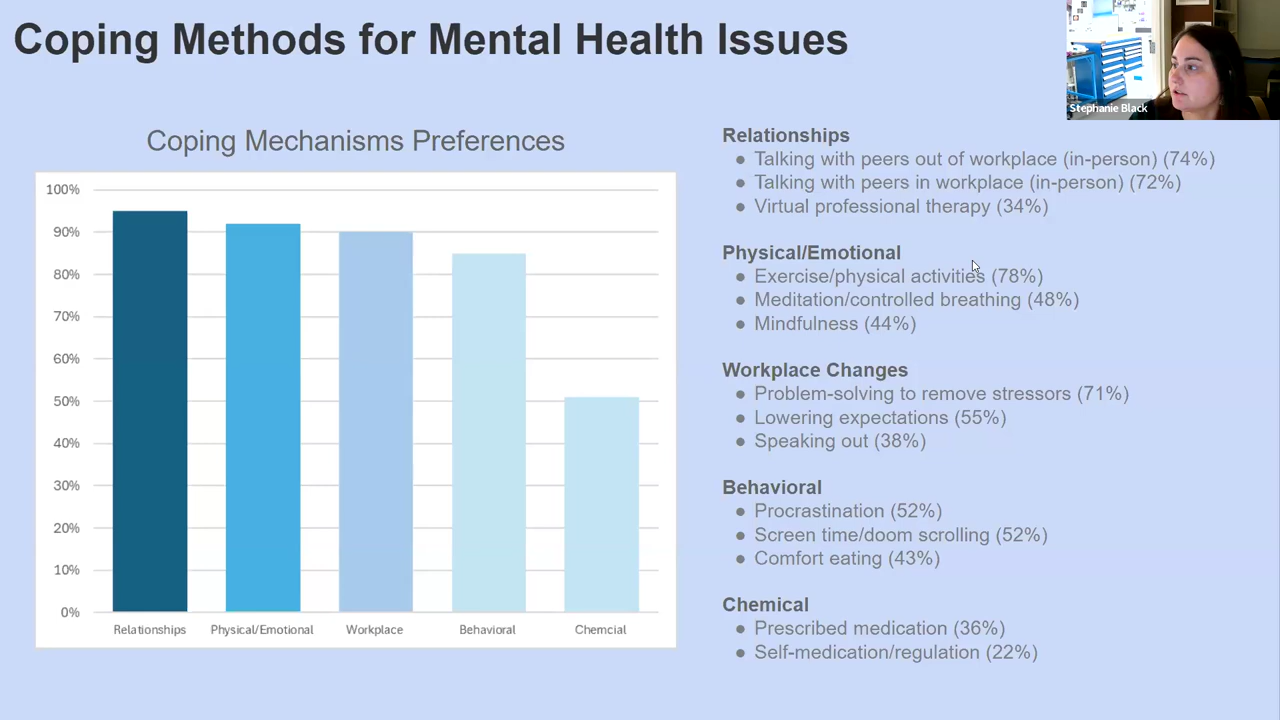 Coping Methods for Mental Health Issues
Stephanie Black
Coping Mechanisms Preferences
100%
90%
80%
70%
60%
50%
40%
30%
20%
10%
0%
Relationships
Physical/Emotional
Workplace
Behavioral
Chemcial
Relationships
● Talking with peers out of workplace (in-person) (74%)
● Talking with peers in workplace (in-person) (72%)
● Virtual professional therapy (34%)
Physical/Emotional
● Exercise/physical activities (78%)
● Meditation/controlled breathing (48%)
● Mindfulness (44%)
Workplace Changes
● Problem-solving to remove stressors (71%)
● Lowering expectations (55%)
● Speaking out (38%)
Behavioral
● Procrastination (52%)
● Screen time/doom scrolling (52%)
● Comfort eating (43%)
Chemical
● Prescribed medication (36%)
● Self-medication/regulation (22%)